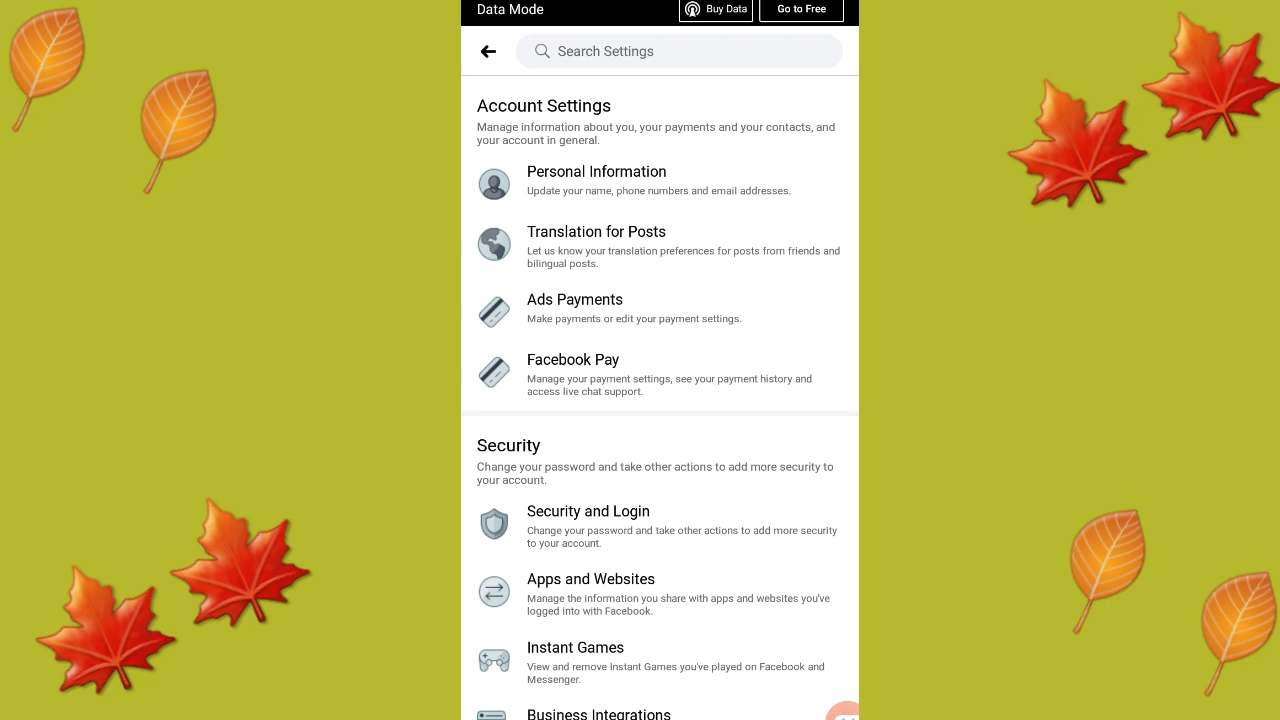 Data Mode
Buy Data
Go to Free
Search Settings
Account Settings
Manage information about you, your payments and your contacts, and
your account in general.
Personal Information
Update your name, phone numbers and email addresses.
Translation for Posts
Let us know your translation preferences for posts from friends and
bilingual posts.
Ads Payments
Make payments or edit your payment settings.
Facebook Pay
Manage your payment settings, see your payment history and
access live chat support.
Security
Change your password and take other actions to add more security to
your account.
Security and Login
Change your password and take other actions to add more security
to your account.
Apps and Websites
Manage the information you share with apps and websites you've
logged into with Facebook.
Instant Games
View and remove Instant Games you've played on Facebook and
Messenger.
Business Integrations